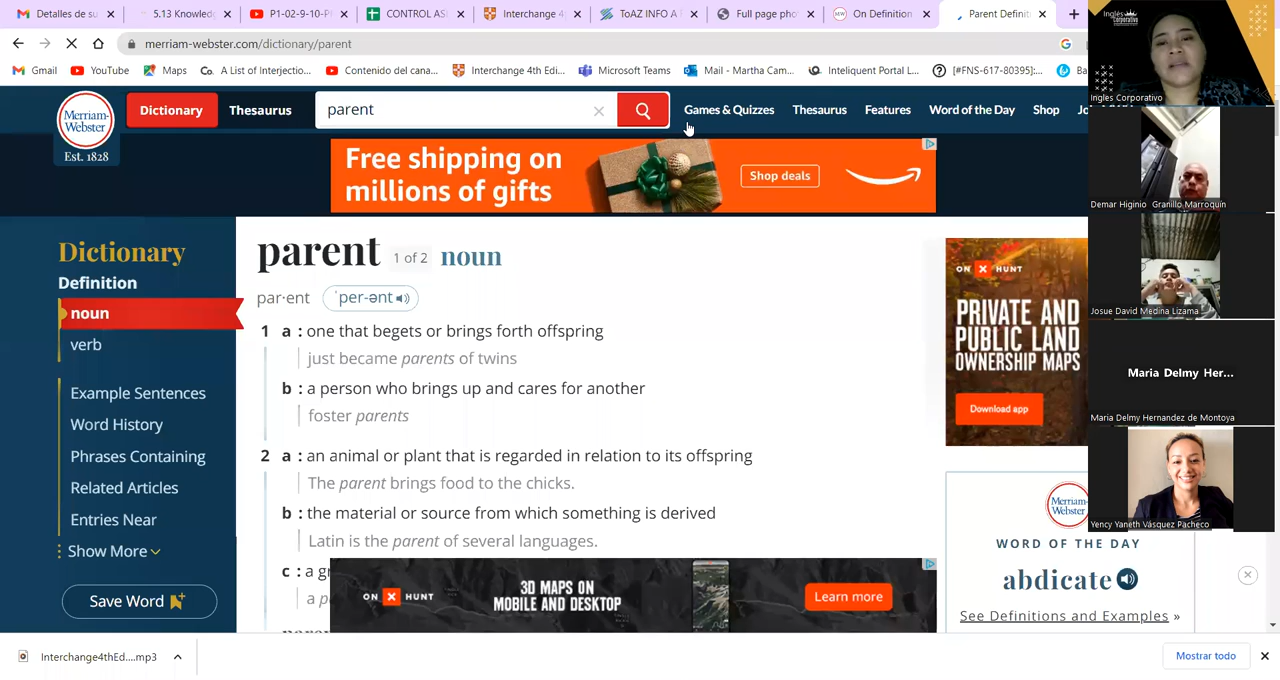 Detalles de su
5.13 Knowledg
P1-02-9-10-P
CONTROL AS
Interchange 4
ToAZ INFO A
Full page pho
On Definition
Parent Definit
merriam-webster.com/dictionary/parent
Gmail
YouTube
Maps
A List of Interjectio...
Contenido del cana...
Interchange 4th Edi...
Microsoft Teams
Mail - Martha Cam...
Inteliquent Portal L...
[#FNS-617-80395]:...
Merriam-
Webster
Est. 1828
Dictionary
Thesaurus
parent
Games & Quizzes
Thesaurus
Features
Word of the Day
Shop
Free shipping on
millions of gifts
Shop deals
Dictionary
Definition
noun
verb
Example Sentences
Word History
Phrases Containing
Related Articles
Entries Near
Show More
Save Word
parent 1 of 2 noun
par·ent ˈper-ənt
1 a : one that begets or brings forth offspring
just became parents of twins
b : a person who brings up and cares for another
foster parents
2 a : an animal or plant that is regarded in relation to its offspring
The parent brings food to the chicks.
b : the material or source from which something is derived
Latin is the parent of several languages.
c : a
ON X HUNT
3D MAPS ON
MOBILE AND DESKTOP
Learn more
ON X HUNT
PRIVATE AND
PUBLIC LAND
OWNERSHIP MAPS
Download app
Merriam-
Webster
WORD OF THE DAY
abdicate
See Definitions and Examples »
Inglés
Corporativo
Ingles Corporativo
Demar Higinio Granillo Marroquín
Josue David Medina Lizama
Maria Delmy Her...
Maria Delmy Hernandez de Montoya
Yency Yaneth Vásquez Pacheco
Interchange4thEd....mp3
Mostrar todo